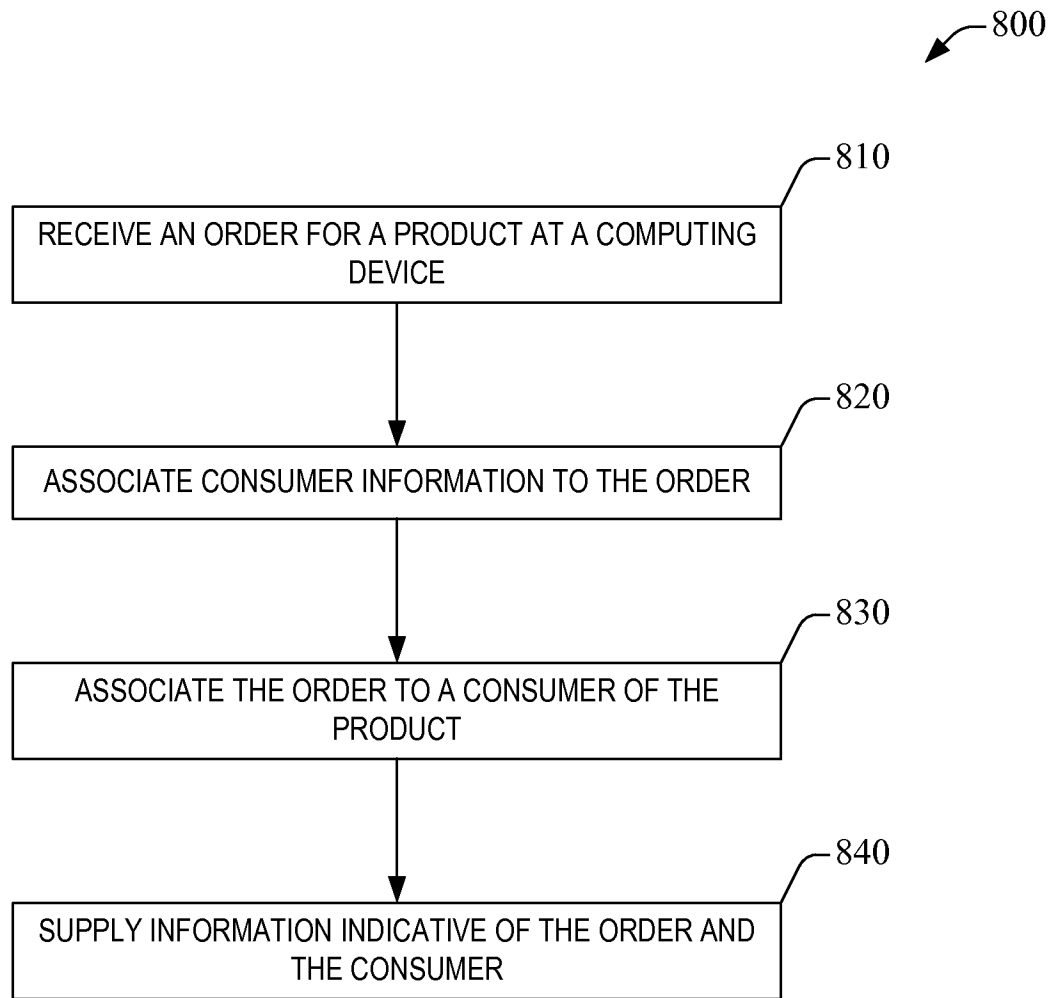 800
810
RECEIVE AN ORDER FOR A PRODUCT AT A COMPUTING
DEVICE
820
ASSOCIATE CONSUMER INFORMATION TO THE ORDER
830
ASSOCIATE THE ORDER TO A CONSUMER OF THE
PRODUCT
840
SUPPLY INFORMATION INDICATIVE OF THE ORDER AND
THE CONSUMER